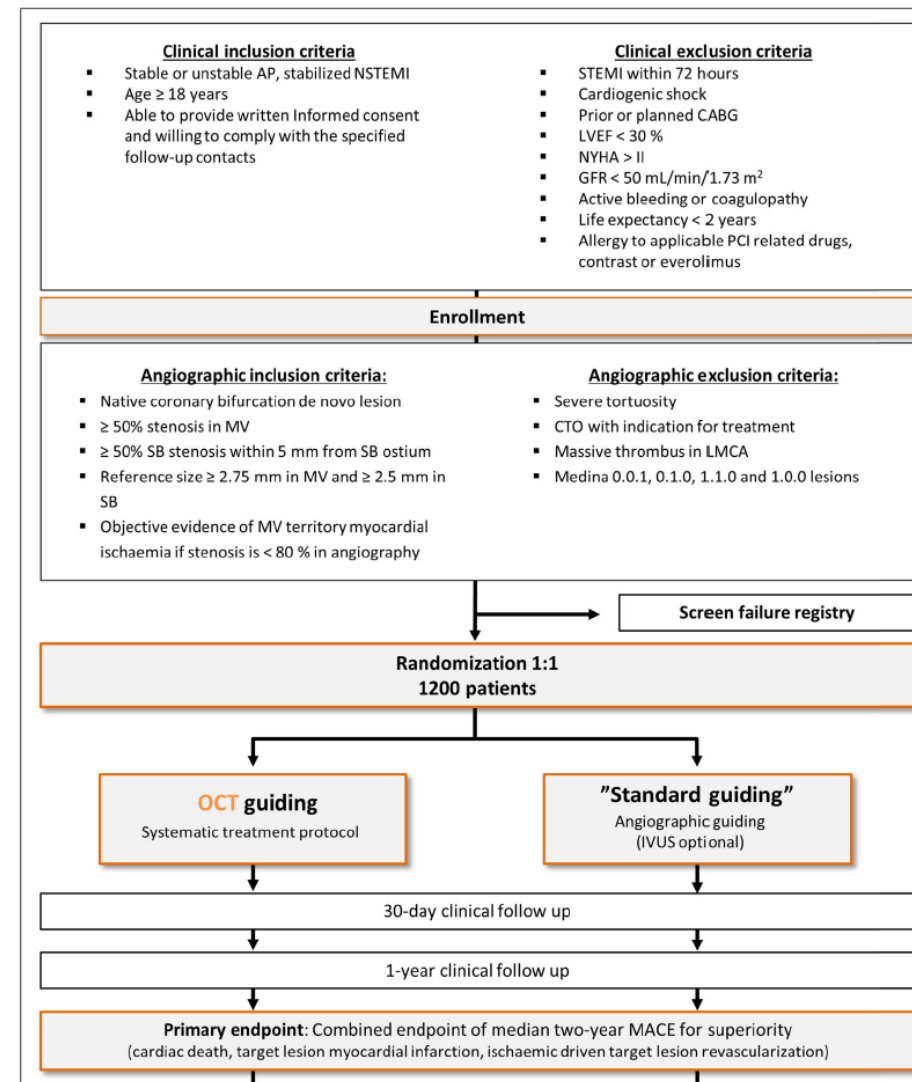 Clinical inclusion criteria
▪ Stable or unstable AP, stabilized NSTEMI
▪ Age ≥ 18 years
▪ Able to provide written Informed consent
and willing to comply with the specified
follow-up contacts
Clinical exclusion criteria
▪ STEMI within 72 hours
▪ Cardiogenic shock
▪ Prior or planned CABG
▪ LVEF < 30 %
▪ NYHA > II
▪ GFR < 50 mL/min/1.73 m²
▪ Active bleeding or coagulopathy
▪ Life expectancy < 2 years
▪ Allergy to applicable PCI related drugs,
contrast or everolimus
Enrollment
Angiographic inclusion criteria:
▪ Native coronary bifurcation de novo lesion
▪ ≥ 50% stenosis in MV
▪ ≥ 50% SB stenosis within 5 mm from SB ostium
▪ Reference size ≥ 2.75 mm in MV and ≥ 2.5 mm in
SB
▪ Objective evidence of MV territory myocardial
ischaemia if stenosis is < 80 % in angiography
Angiographic exclusion criteria:
▪ Severe tortuosity
▪ CTO with indication for treatment
▪ Massive thrombus in LMCA
▪ Medina 0.0.1, 0.1.0, 1.1.0 and 1.0.0 lesions
Screen failure registry
Randomization 1:1
1200 patients
OCT guiding
Systematic treatment protocol
”Standard guiding”
Angiographic guiding
(IVUS optional)
30-day clinical follow up
1-year clinical follow up
Primary endpoint: Combined endpoint of median two-year MACE for superiority
(cardiac death, target lesion myocardial infarction, ischaemic driven target lesion revascularization)